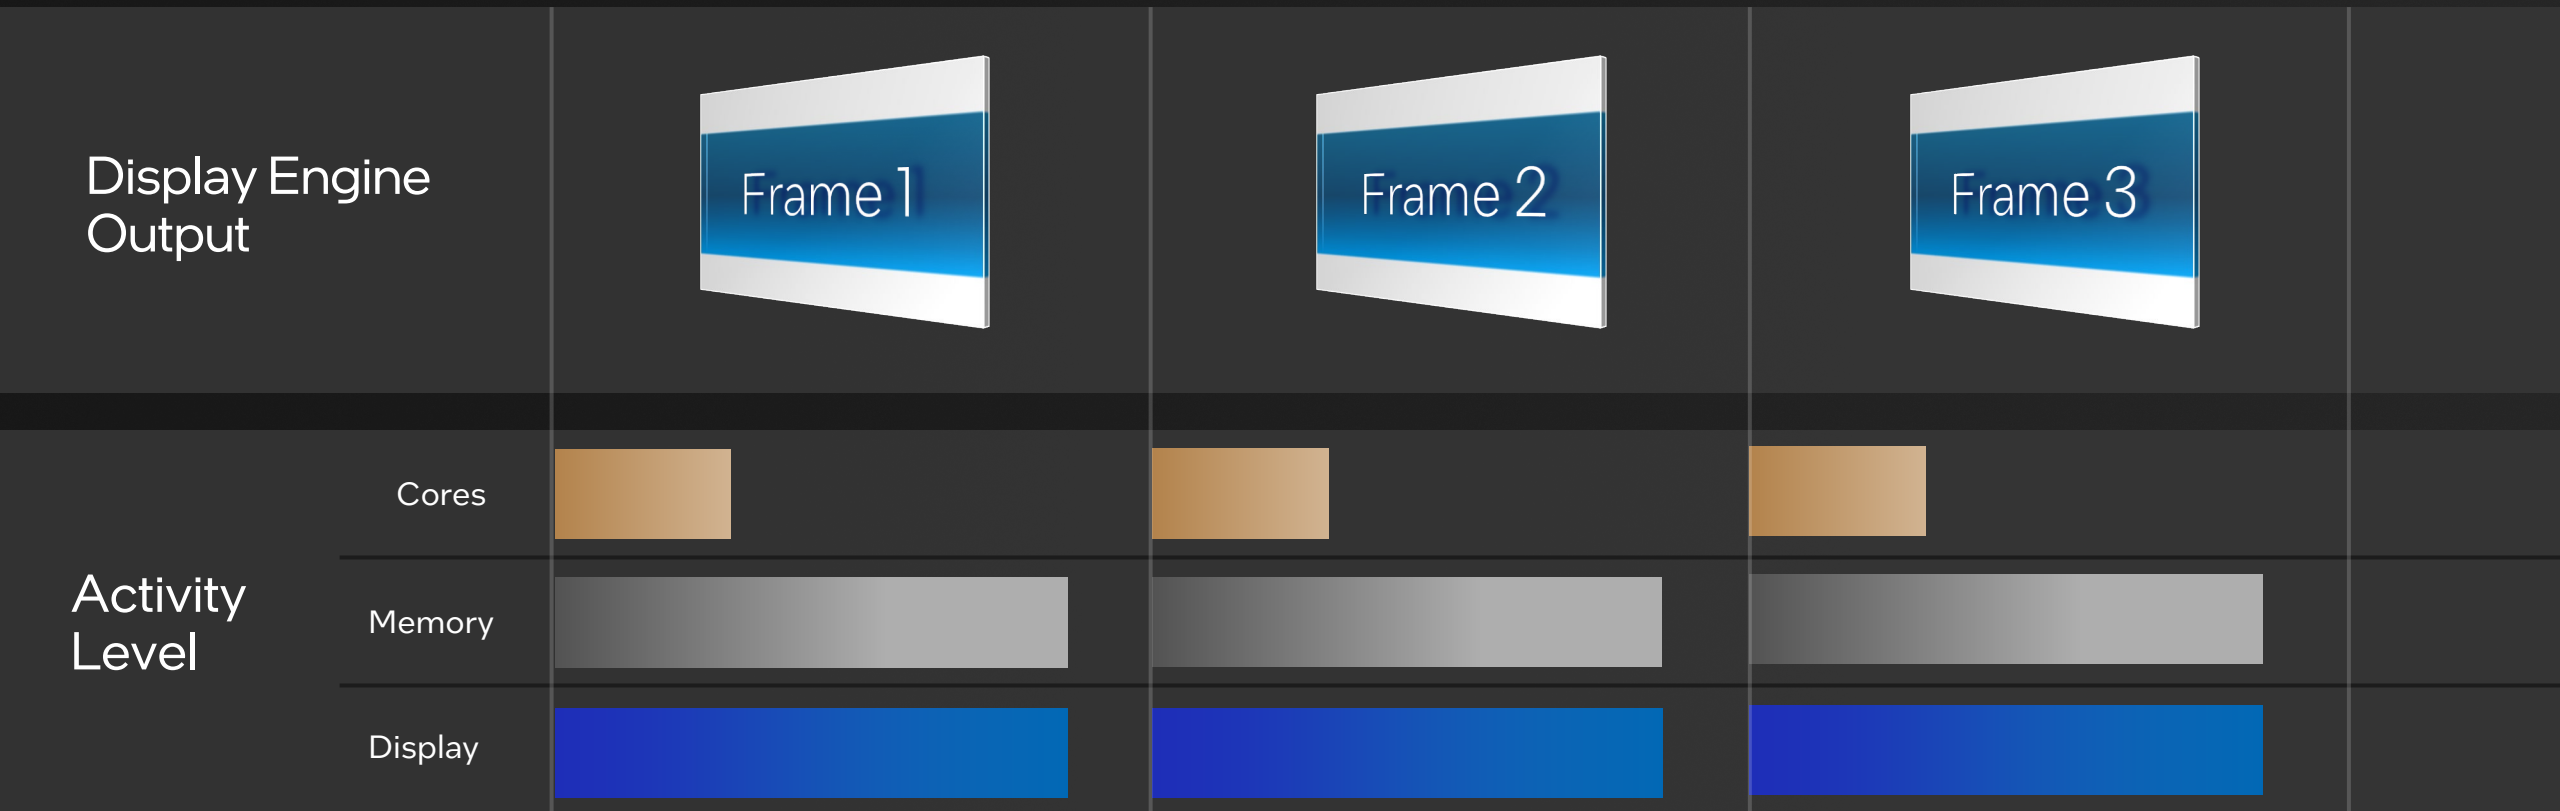 Display Engine
Output
Frame 1
Frame 2
Frame 3
Activity
Level
Cores
Memory
Display